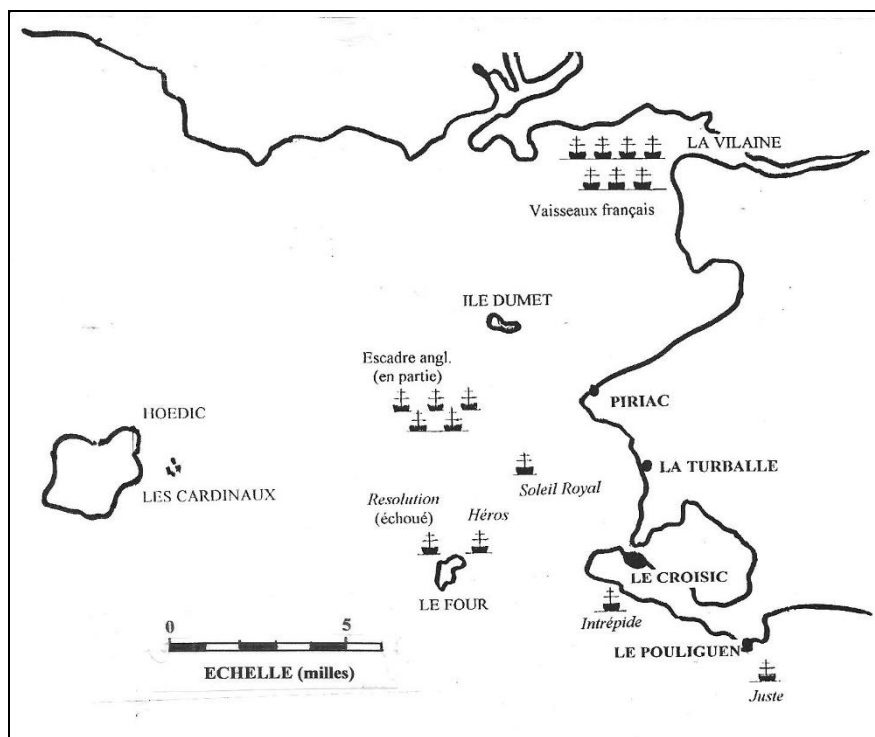 LA VILAINE
Vaisseaux français
ILE DUMET
Escadre angl.
(en partie)
PIRIAC
HOEDIC
LA TURBALLE
Soleil Royal
LES CARDINAUX
Resolution
(échoué)
Héros
LE CROISIC
LE FOUR
Intrépide
0 5
LE POULIGUEN
ECHELLE (milles)
Juste